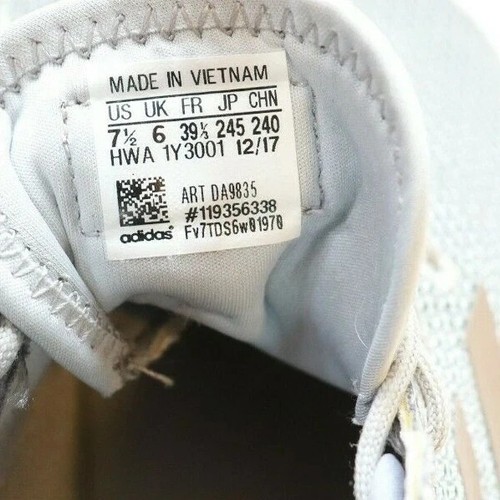 MADE IN VIETNAM
US UK FR JP CHN
7½ 6 39⅓ 245 240
HWA 1Y3001 12/17
ART DA9835
#119356338
adidas Fv7TDS6w01970